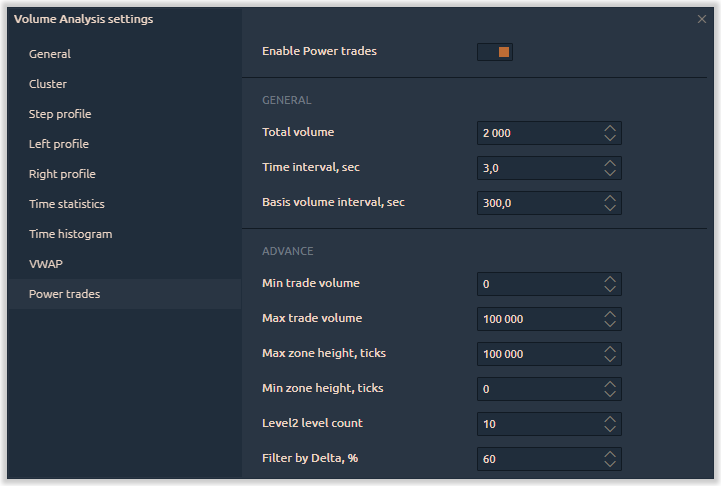 Volume Analysis settings
General
Cluster
Step profile
Left profile
Right profile
Time statistics
Time histogram
VWAP
Power trades
Enable Power trades
GENERAL
Total volume 2 000
Time interval, sec 3,0
Basis volume interval, sec 300,0
ADVANCE
Min trade volume 0
Max trade volume 100 000
Max zone height, ticks 100 000
Min zone height, ticks 0
Level2 level count 10
Filter by Delta, % 60